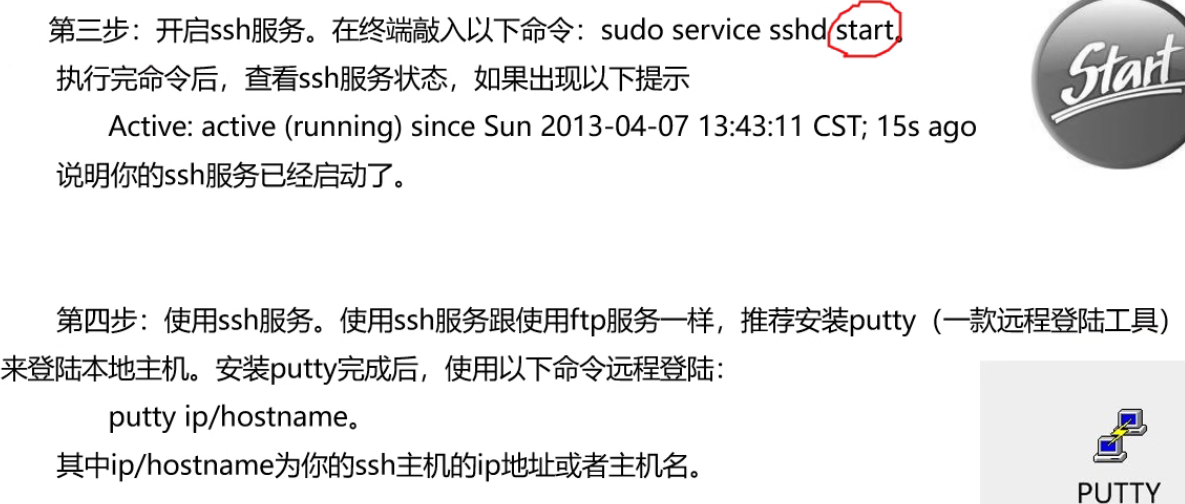 第三步：开启ssh服务。在终端敲入以下命令：sudo service sshd start。
Start
执行完命令后，查看ssh服务状态，如果出现以下提示
Active: active (running) since Sun 2013-04-07 13:43:11 CST; 15s ago
说明你的ssh服务已经启动了。
第四步：使用ssh服务。使用ssh服务跟使用ftp服务一样，推荐安装putty（一款远程登陆工具）
来登陆本地主机。安装putty完成后，使用以下命令远程登陆：
putty ip/hostname。
其中ip/hostname为你的ssh主机的ip地址或者主机名。
PUTTY